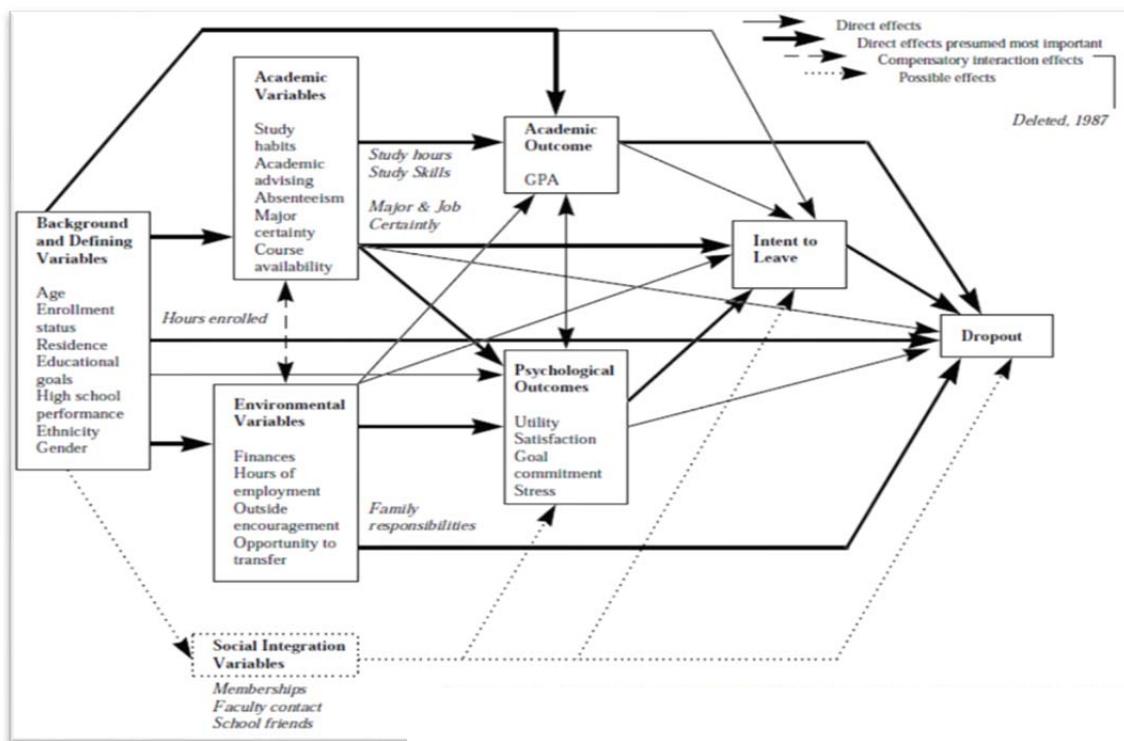 Direct effects
Direct effects presumed most important
Compensatory interaction effects
Possible effects
Deleted, 1987
Background
and Defining
Variables
Age
Enrollment
status
Residence
Educational
goals
High school
performance
Ethnicity
Gender
Academic
Variables
Study
habits
Academic
advising
Absenteeism
Major
certainty
Course
availability
Hours enrolled
Environmental
Variables
Finances
Hours of
employment
Outside
encouragement
Opportunity to
transfer
Social Integration
Variables
Memberships
Faculty contact
School friends
Study hours
Study Skills
Major & Job
Certaintly
Family
responsibilities
Academic
Outcome
GPA
Psychological
Outcomes
Utility
Satisfaction
Goal
commitment
Stress
Intent to
Leave
Dropout